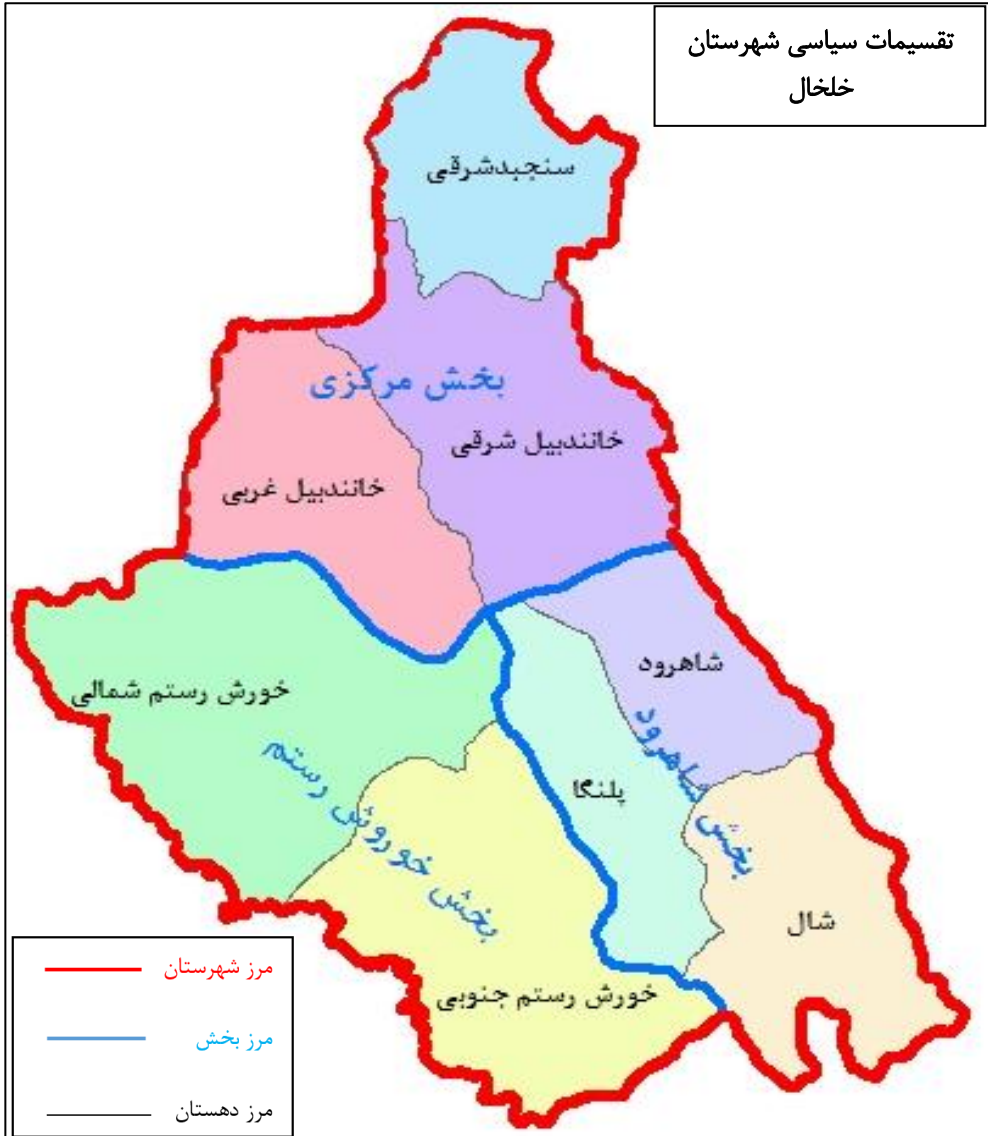 تقسیمات سیاسی شهرستان
خلخال
سنجبدشرقی
بخش مرکزی
خانندبیل شرقی
خانندبیل غربی
شاهرود
خورش رستم شمالی
بخش شاهرود
بخش خوروش رستم
پلنگا
شال
خورش رستم جنوبی
مرز شهرستان
مرز بخش
مرز دهستان